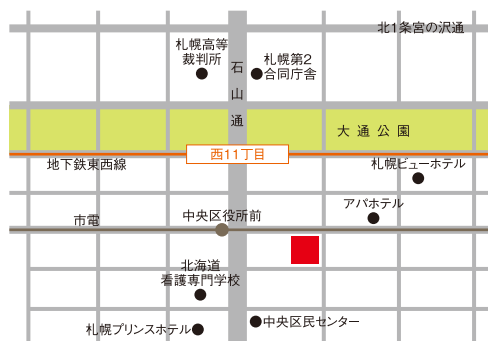 北1条宮の沢通
札幌高等
裁判所
札幌第2
合同庁舎
石山通
大通公園
西11丁目
地下鉄東西線
札幌ビューホテル
アパホテル
市電
中央区役所前
北海道
看護専門学校
札幌プリンスホテル
中央区民センター